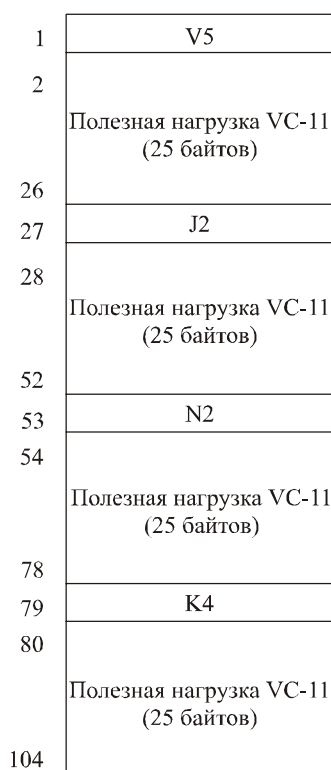 1
V5
2
Полезная нагрузка VC-11
(25 байтов)
26
27
J2
28
Полезная нагрузка VC-11
(25 байтов)
52
53
N2
54
Полезная нагрузка VC-11
(25 байтов)
78
79
K4
80
Полезная нагрузка VC-11
(25 байтов)
104